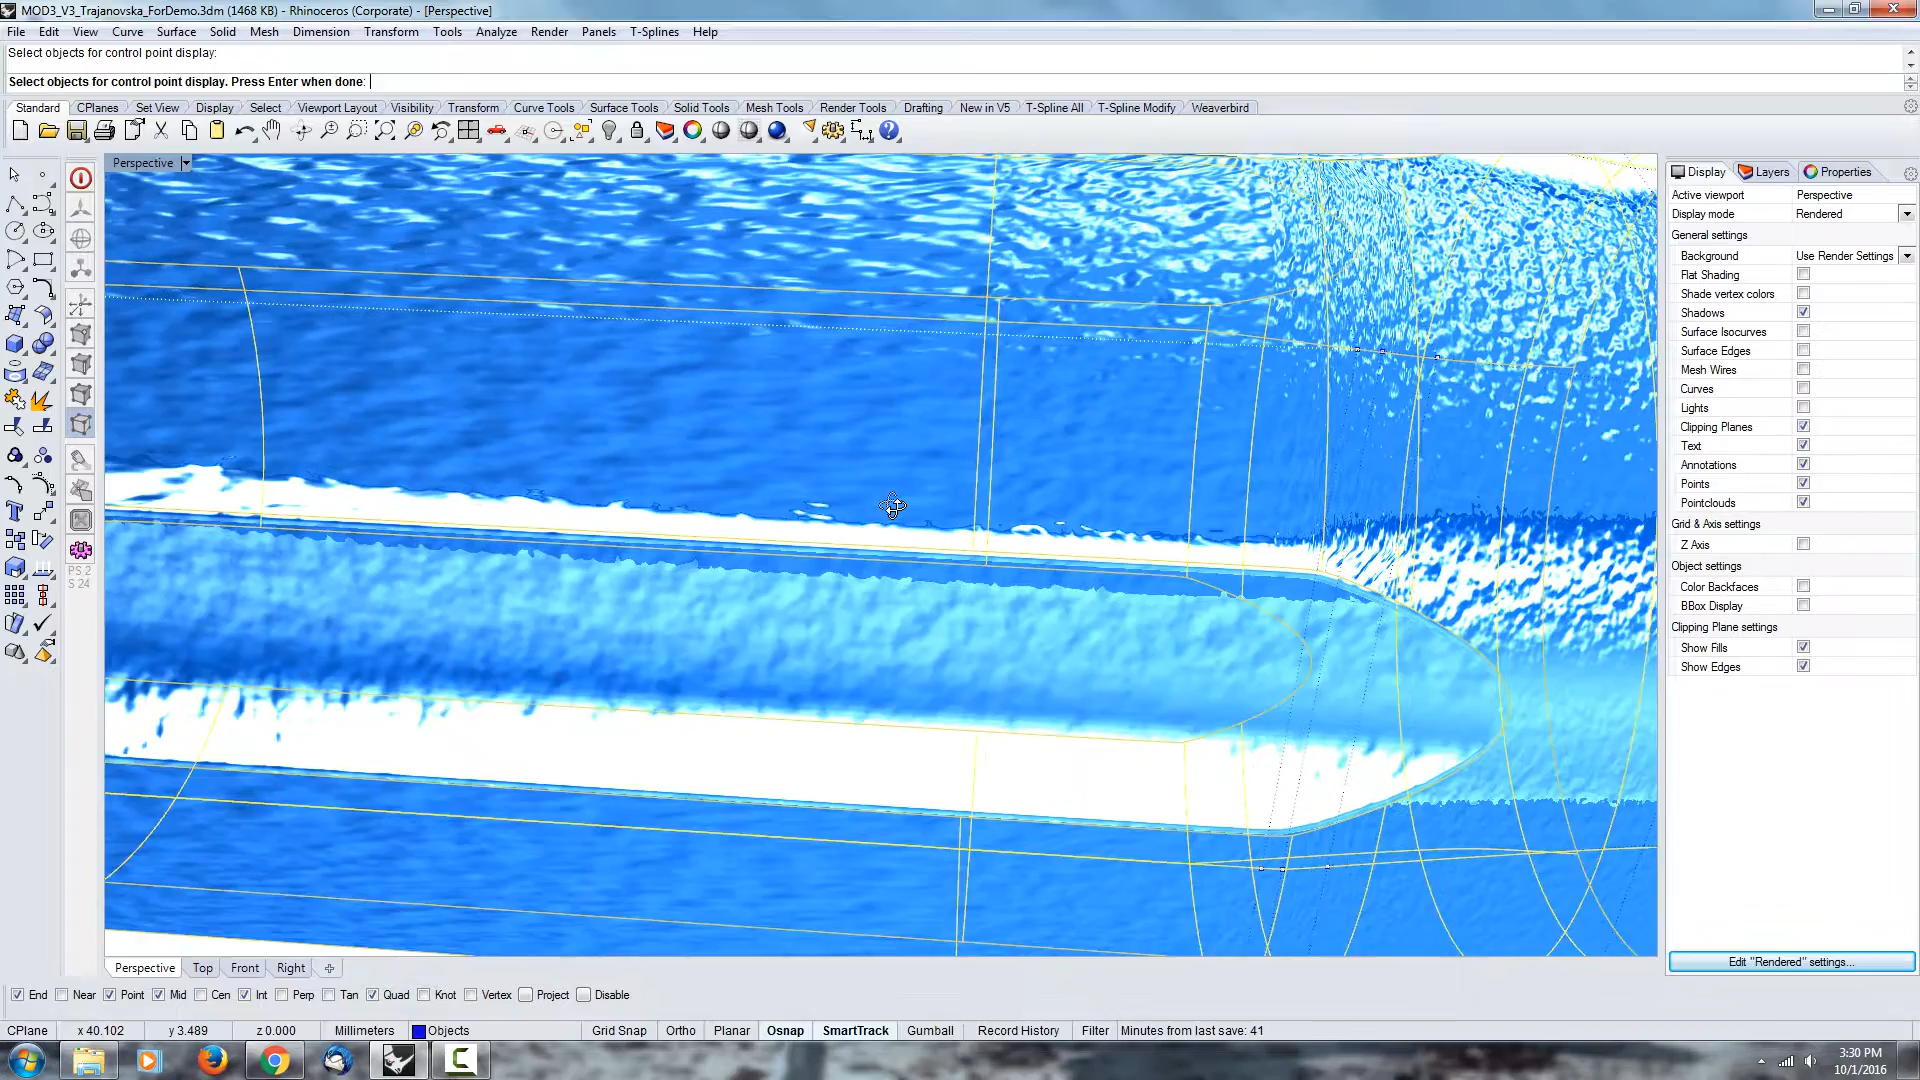 MOD3_V3_Trajanovska_ForDemo.3dm (1468 KB) - Rhinoceros (Corporate) - [Perspective]
File Edit View Curve Surface Solid Mesh Dimension Transform Tools Analyze Render Panels T-Splines Help
Select objects for control point display:
Select objects for control point display. Press Enter when done:
Standard CPlanes Set View Display Select Viewport Layout Visibility Transform Curve Tools Surface Tools Solid Tools Mesh Tools Render Tools Drafting New in V5 T-Spline All T-Spline Modify Weaverbird
Perspective
Display Layers Properties
Active viewport Perspective
Display mode Rendered
General settings
Background Use Render Settings
Flat Shading
Shade vertex colors
Shadows
Surface Isocurves
Surface Edges
Mesh Wires
Curves
Lights
Clipping Planes
Text
Annotations
Points
Pointclouds
Grid & Axis settings
Z Axis
Object settings
Color Backfaces
BBox Display
Clipping Plane settings
Show Fills
Show Edges
PS 2
S 24
Edit "Rendered" settings...
Perspective Top Front Right
End Near Point Mid Cen Int Perp Tan Quad Knot Vertex Project Disable
CPlane x 40.102 y 3.489 z 0.000 Millimeters Objects Grid Snap Ortho Planar Osnap SmartTrack Gumball Record History Filter Minutes from last save: 41
3:30 PM
10/1/2016